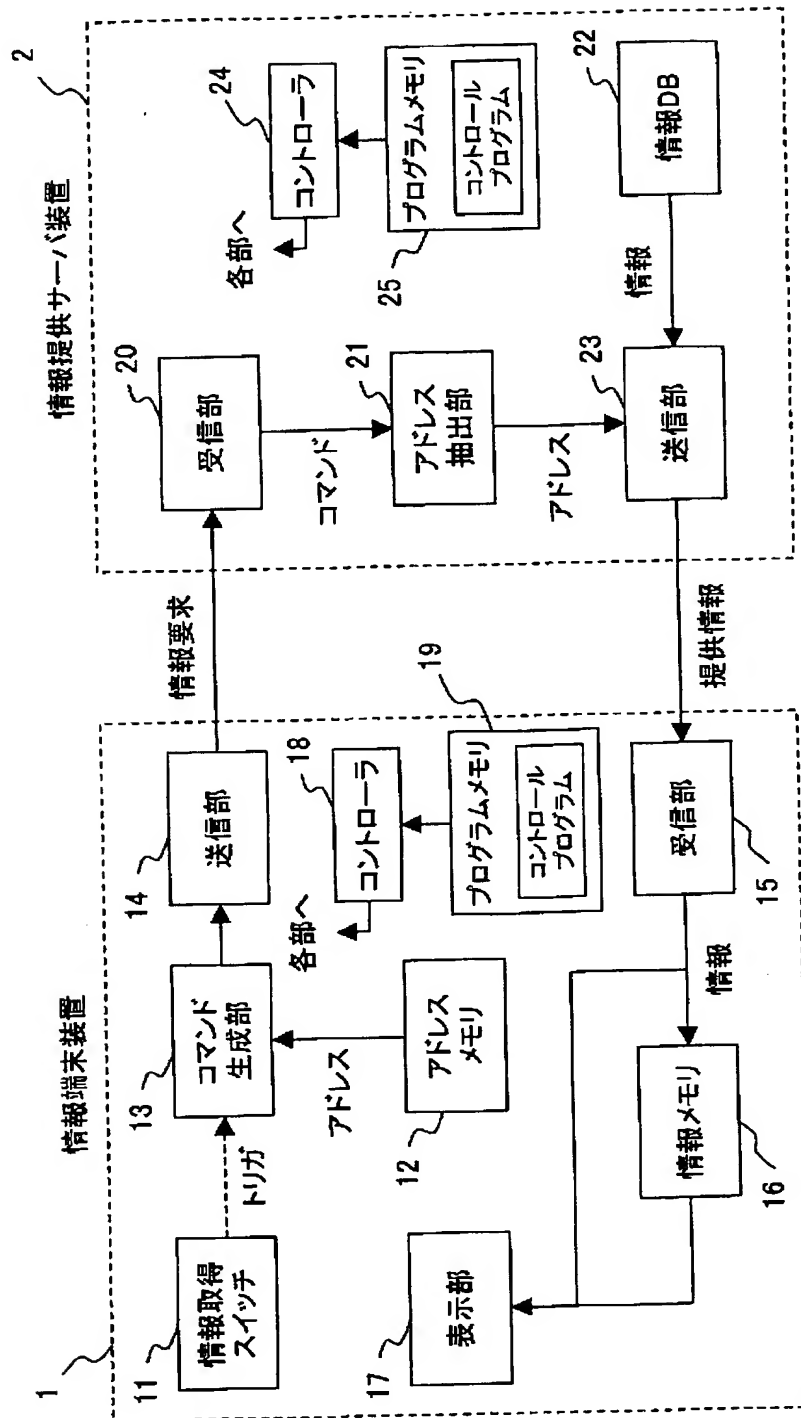 1
情報端末装置
11
情報取得
スイッチ
トリガ
13
コマンド
生成部
14
送信部
情報要求
アドレス
12
アドレス
メモリ
各部へ
18
コントローラ
19
プログラムメモリ
コントロール
プログラム
17
表示部
16
情報メモリ
情報
15
受信部
提供情報
2
情報提供サーバ装置
20
受信部
コマンド
21
アドレス
抽出部
アドレス
23
送信部
情報
22
情報DB
各部へ
24
コントローラ
25
プログラムメモリ
コントロール
プログラム